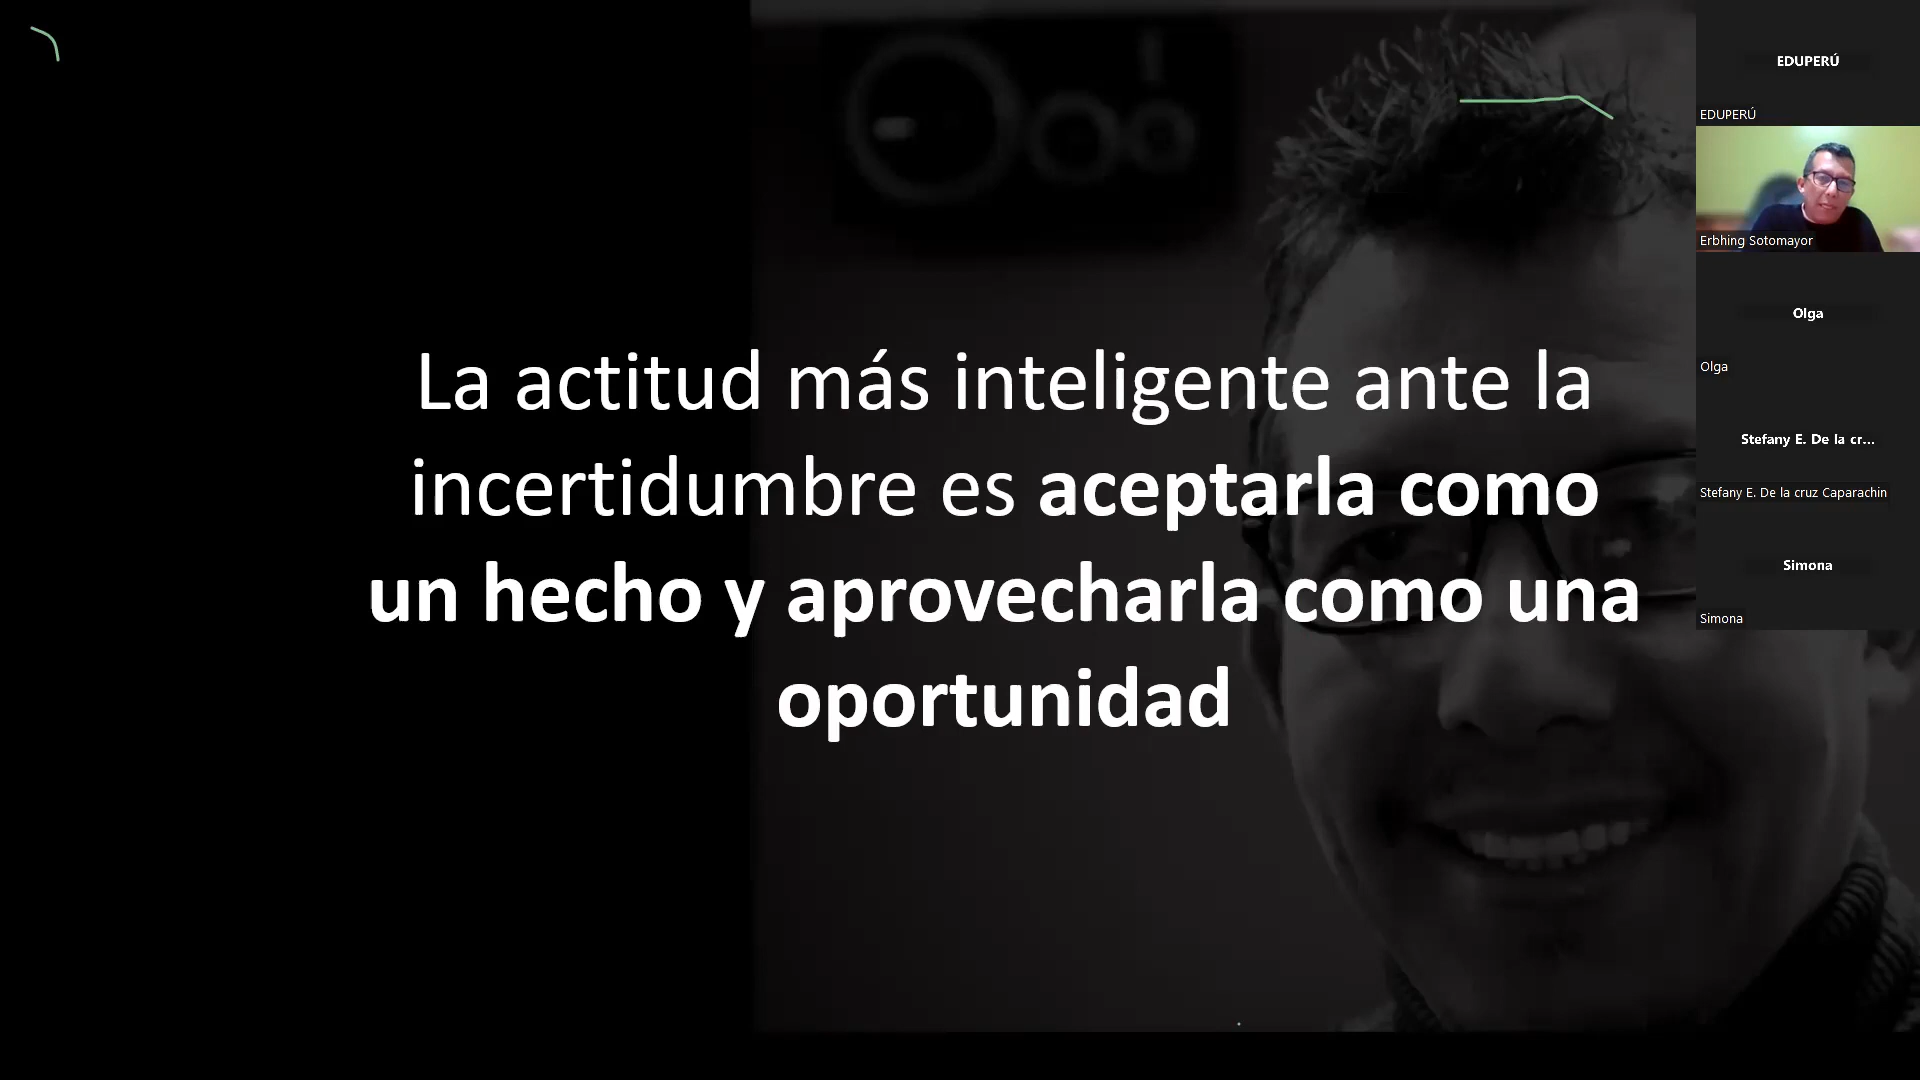 La actitud más inteligente ante la
incertidumbre es aceptarla como
un hecho y aprovecharla como una
oportunidad
EDUPERÚ
EDUPERÚ
Erbhing Sotomayor
Olga
Olga
Stefany E. De la cr...
Stefany E. De la cruz Caparachin
Simona
Simona